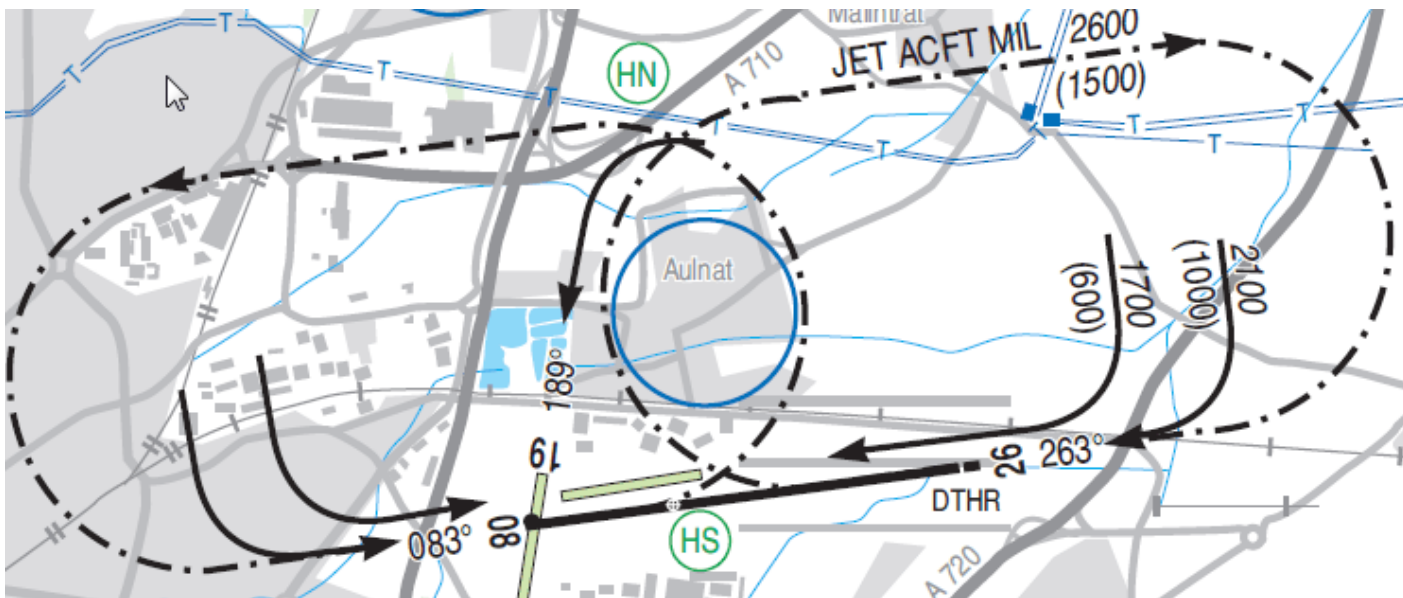 Malintrat
HN
A 710
JET ACFT MIL
2600
(1500)
T
T
T
T
T
T
T
T
T
Aulnat
1700
(600)
2100
(1000)
189°
19
26
263°
DTHR
083°
08
HS
A 720